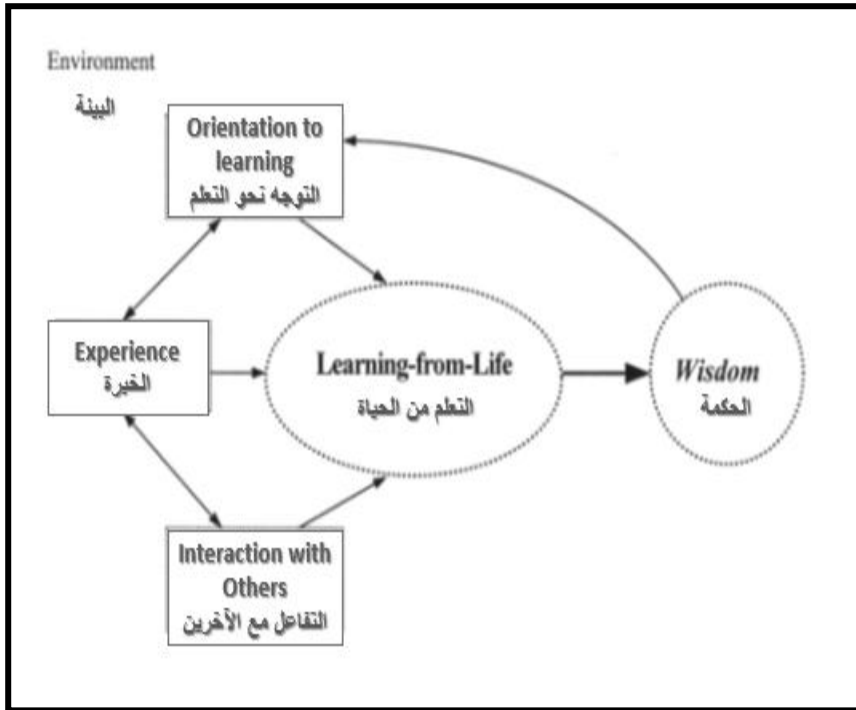 Environment
البيئة
Orientation to
learning
التوجه نحو التعلم
Experience
الخبرة
Learning-from-Life
التعلم من الحياة
Wisdom
الحكمة
Interaction with
Others
التفاعل مع الآخرين